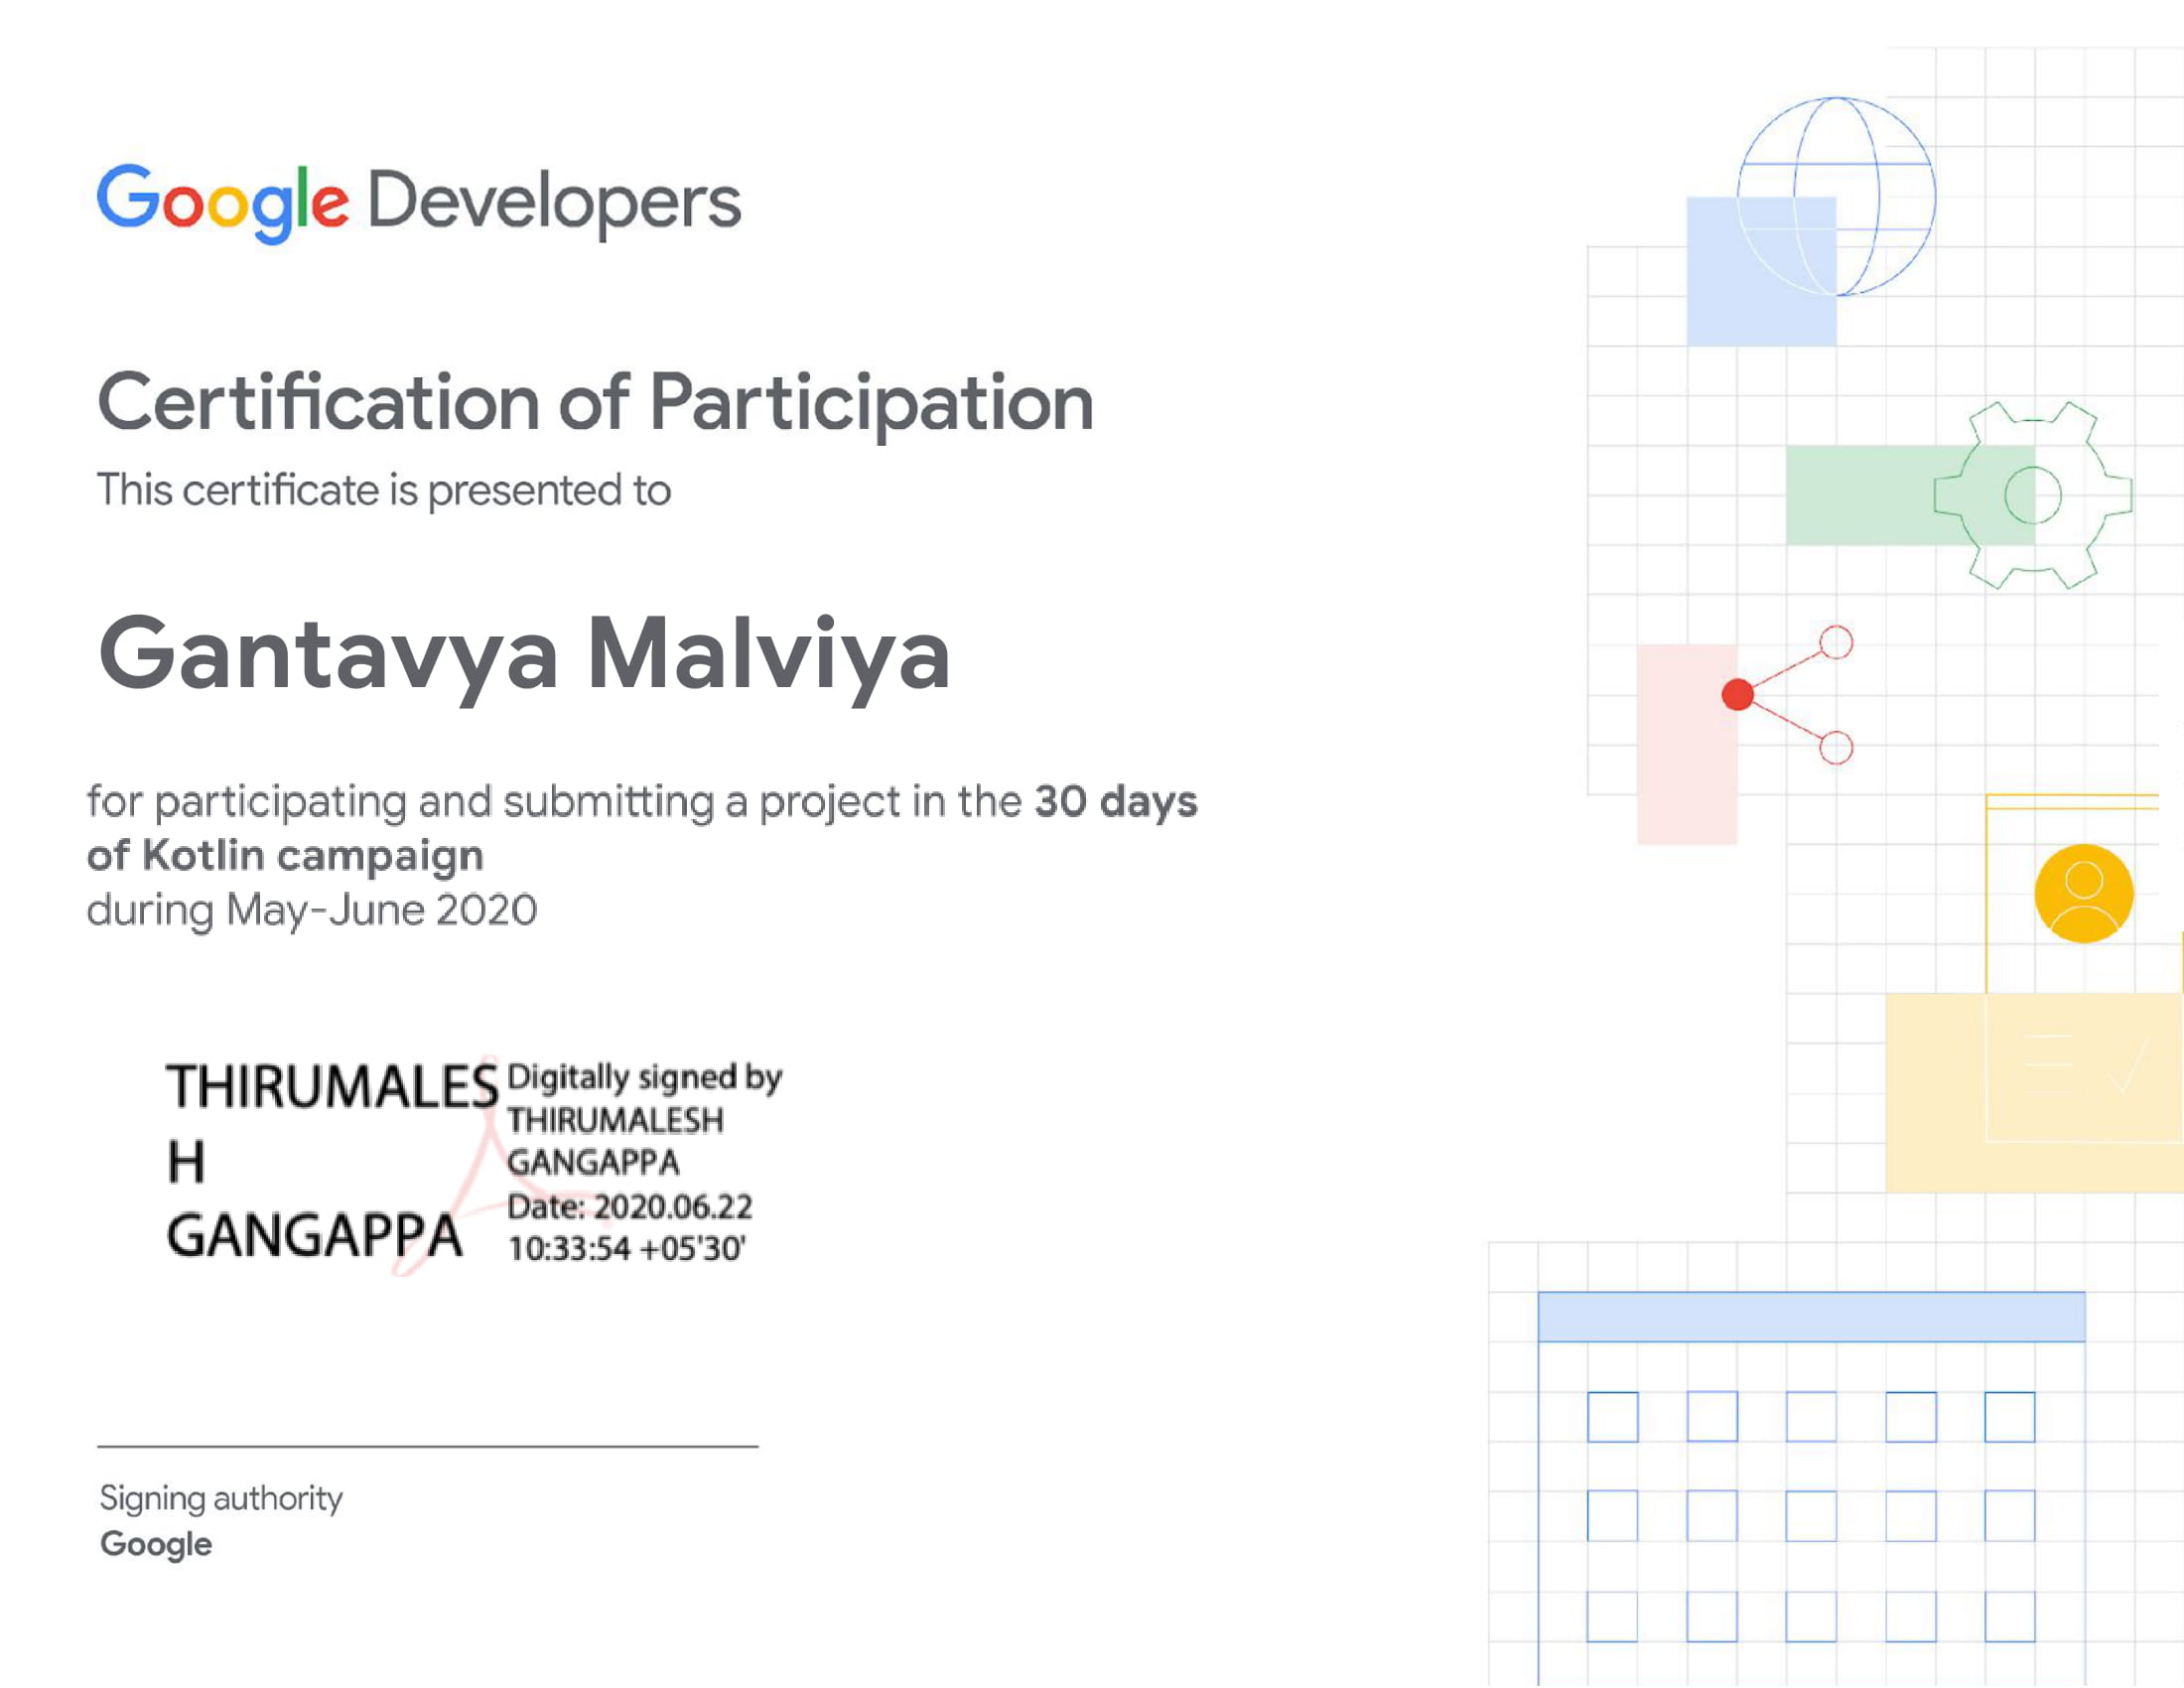 Google Developers
Certification of Participation
This certificate is presented to
Gantavya Malviya
for participating and submitting a project in the 30 days
of Kotlin campaign
during May-June 2020
THIRUMALES
H
GANGAPPA
Digitally signed by
THIRUMALESH
GANGAPPA
Date: 2020.06.22
10:33:54 +05'30'
Signing authority
Google